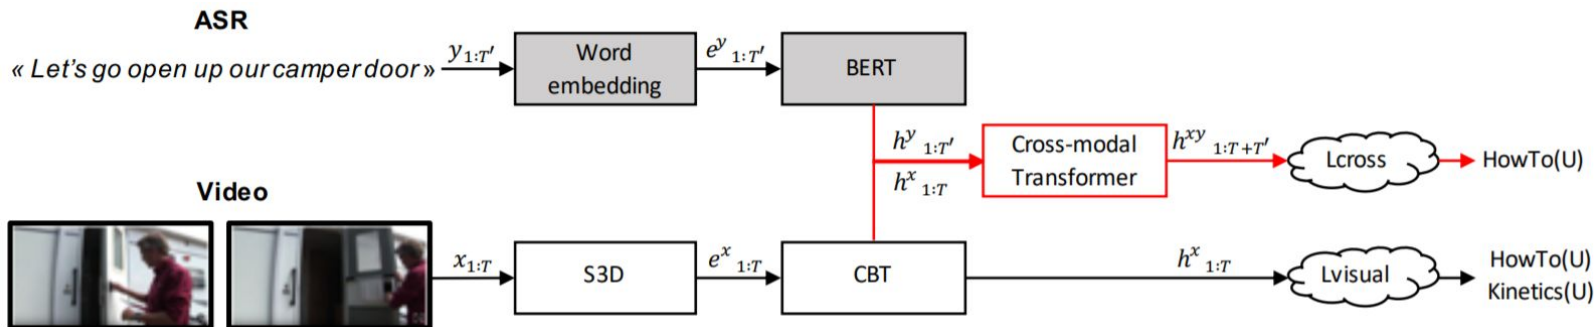 ASR
« Let's go open up our camper door »
y1:T'
Word
embedding
e^y 1:T'
BERT
h^y 1:T'
h^x 1:T
Cross-modal
Transformer
h^xy 1:T+T'
Lcross
HowTo(U)
Video
x1:T
S3D
e^x 1:T
CBT
h^x 1:T
Lvisual
HowTo(U)
Kinetics(U)